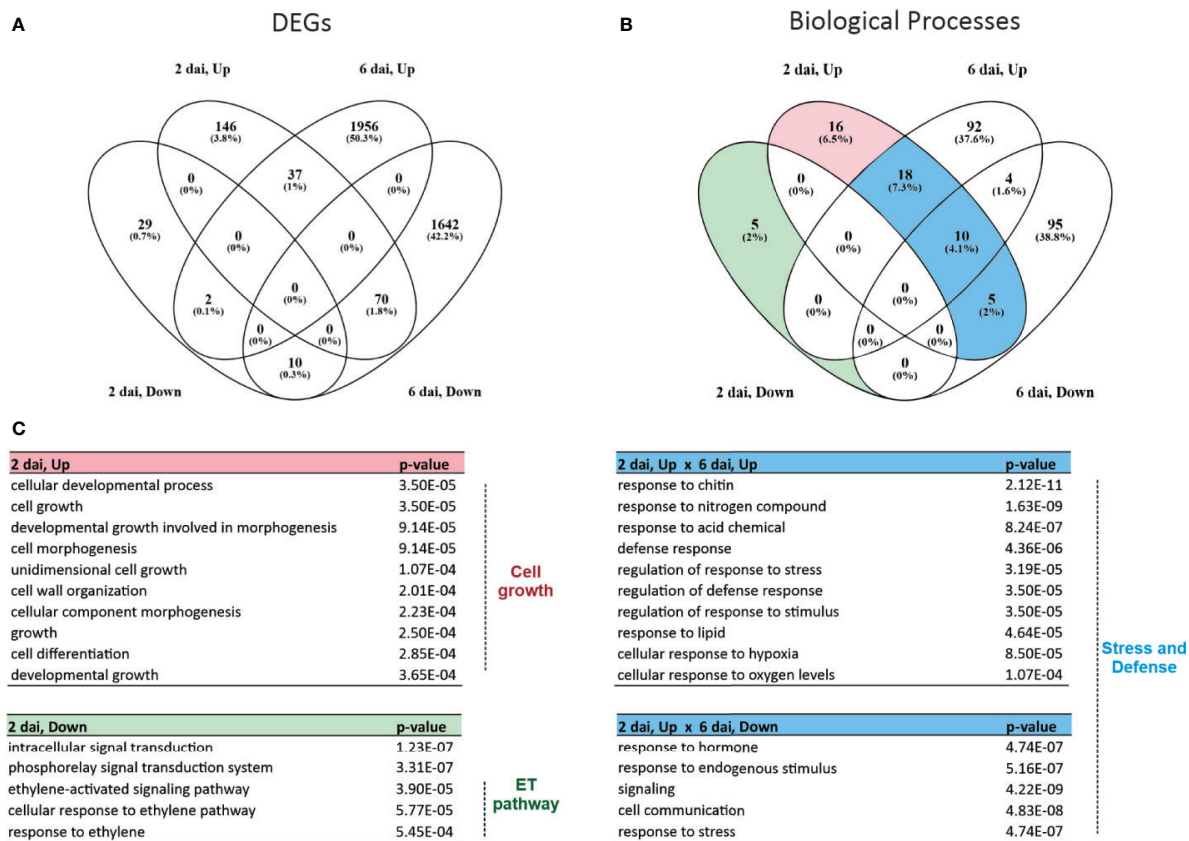 A
DEGs
2 dai, Up
6 dai, Up
146
(3.8%)
1956
(50.3%)
0
(0%)
37
(1%)
0
(0%)
29
(0.7%)
0
(0%)
0
(0%)
1642
(42.2%)
2
(0.1%)
0
(0%)
70
(1.8%)
0
(0%)
0
(0%)
10
(0.3%)
2 dai, Down
6 dai, Down
B
Biological Processes
2 dai, Up
6 dai, Up
16
(6.5%)
92
(37.6%)
0
(0%)
18
(7.3%)
4
(1.6%)
5
(2%)
0
(0%)
10
(4.1%)
95
(38.8%)
0
(0%)
0
(0%)
5
(2%)
0
(0%)
0
(0%)
0
(0%)
2 dai, Down
6 dai, Down
C
2 dai, Up p-value
cellular developmental process 3.50E-05
cell growth 3.50E-05
developmental growth involved in morphogenesis 9.14E-05
cell morphogenesis 9.14E-05
unidimensional cell growth 1.07E-04
cell wall organization 2.01E-04
cellular component morphogenesis 2.23E-04
growth 2.50E-04
cell differentiation 2.85E-04
developmental growth 3.65E-04
Cell
growth
2 dai, Down p-value
intracellular signal transduction 1.23E-07
phosphorelay signal transduction system 3.31E-07
ethylene-activated signaling pathway 3.90E-05
cellular response to ethylene pathway 5.77E-05
response to ethylene 5.45E-04
ET
pathway
2 dai, Up x 6 dai, Up p-value
response to chitin 2.12E-11
response to nitrogen compound 1.63E-09
response to acid chemical 8.24E-07
defense response 4.36E-06
regulation of response to stress 3.19E-05
regulation of defense response 3.50E-05
regulation of response to stimulus 3.50E-05
response to lipid 4.64E-05
cellular response to hypoxia 8.50E-05
cellular response to oxygen levels 1.07E-04
2 dai, Up x 6 dai, Down p-value
response to hormone 4.74E-07
response to endogenous stimulus 5.16E-07
signaling 4.22E-09
cell communication 4.83E-08
response to stress 4.74E-07
Stress and
Defense